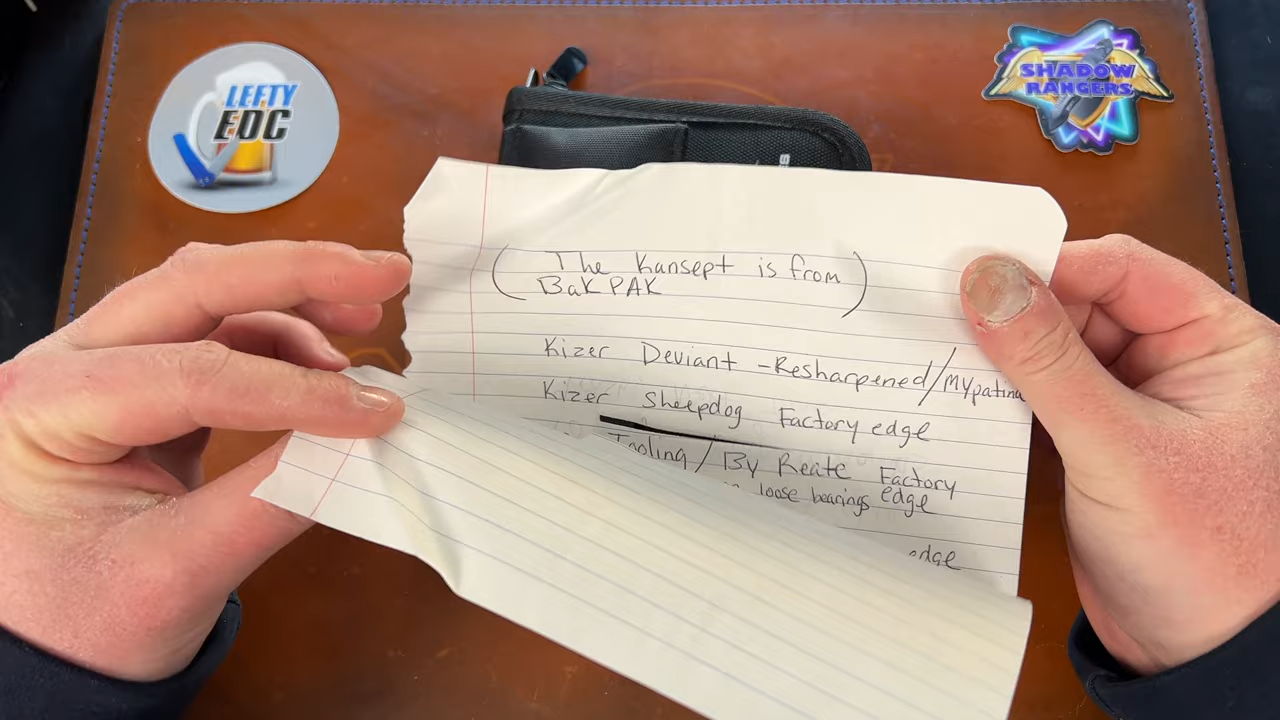 LEFTY
EDC
SHADOW
RANGERS
( The Kansept is from )
BaKPAK
Kizer Deviant -Resharpened/Mypatina
Kizer Sheepdog Factory edge
Tooling/By Reate Factory
loose bearings edge
edge